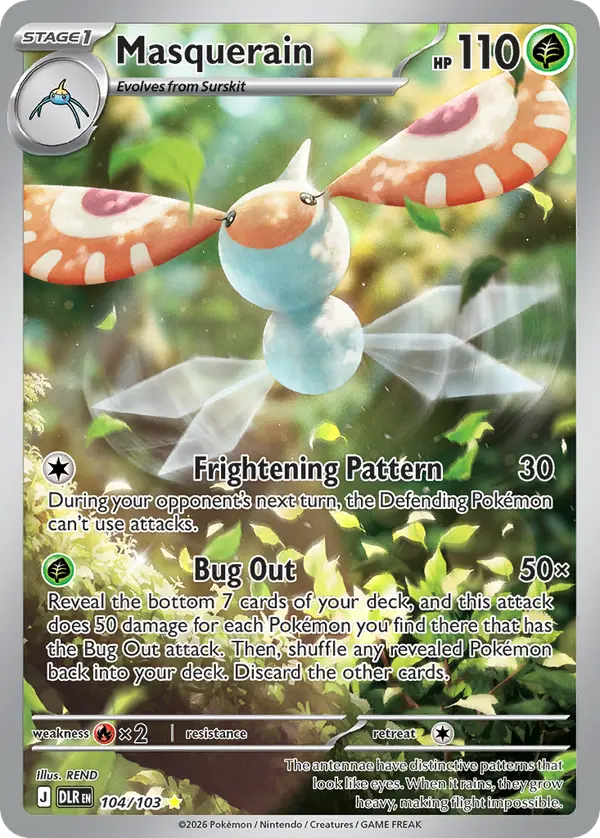 STAGE1 Masquerain HP 110
Evolves from Surskit
Frightening Pattern 30
During your opponent's next turn, the Defending Pokémon
can't use attacks.
Bug Out 50×
Reveal the bottom 7 cards of your deck, and this attack
does 50 damage for each Pokémon you find there that has
the Bug Out attack. Then, shuffle any revealed Pokémon
back into your deck. Discard the other cards.
weakness ×2 resistance retreat
Illus. REND
J DLR EN 104/103
The antennae have distinctive patterns that
look like eyes. When it rains, they grow
heavy, making flight impossible.
©2026 Pokémon / Nintendo / Creatures / GAME FREAK